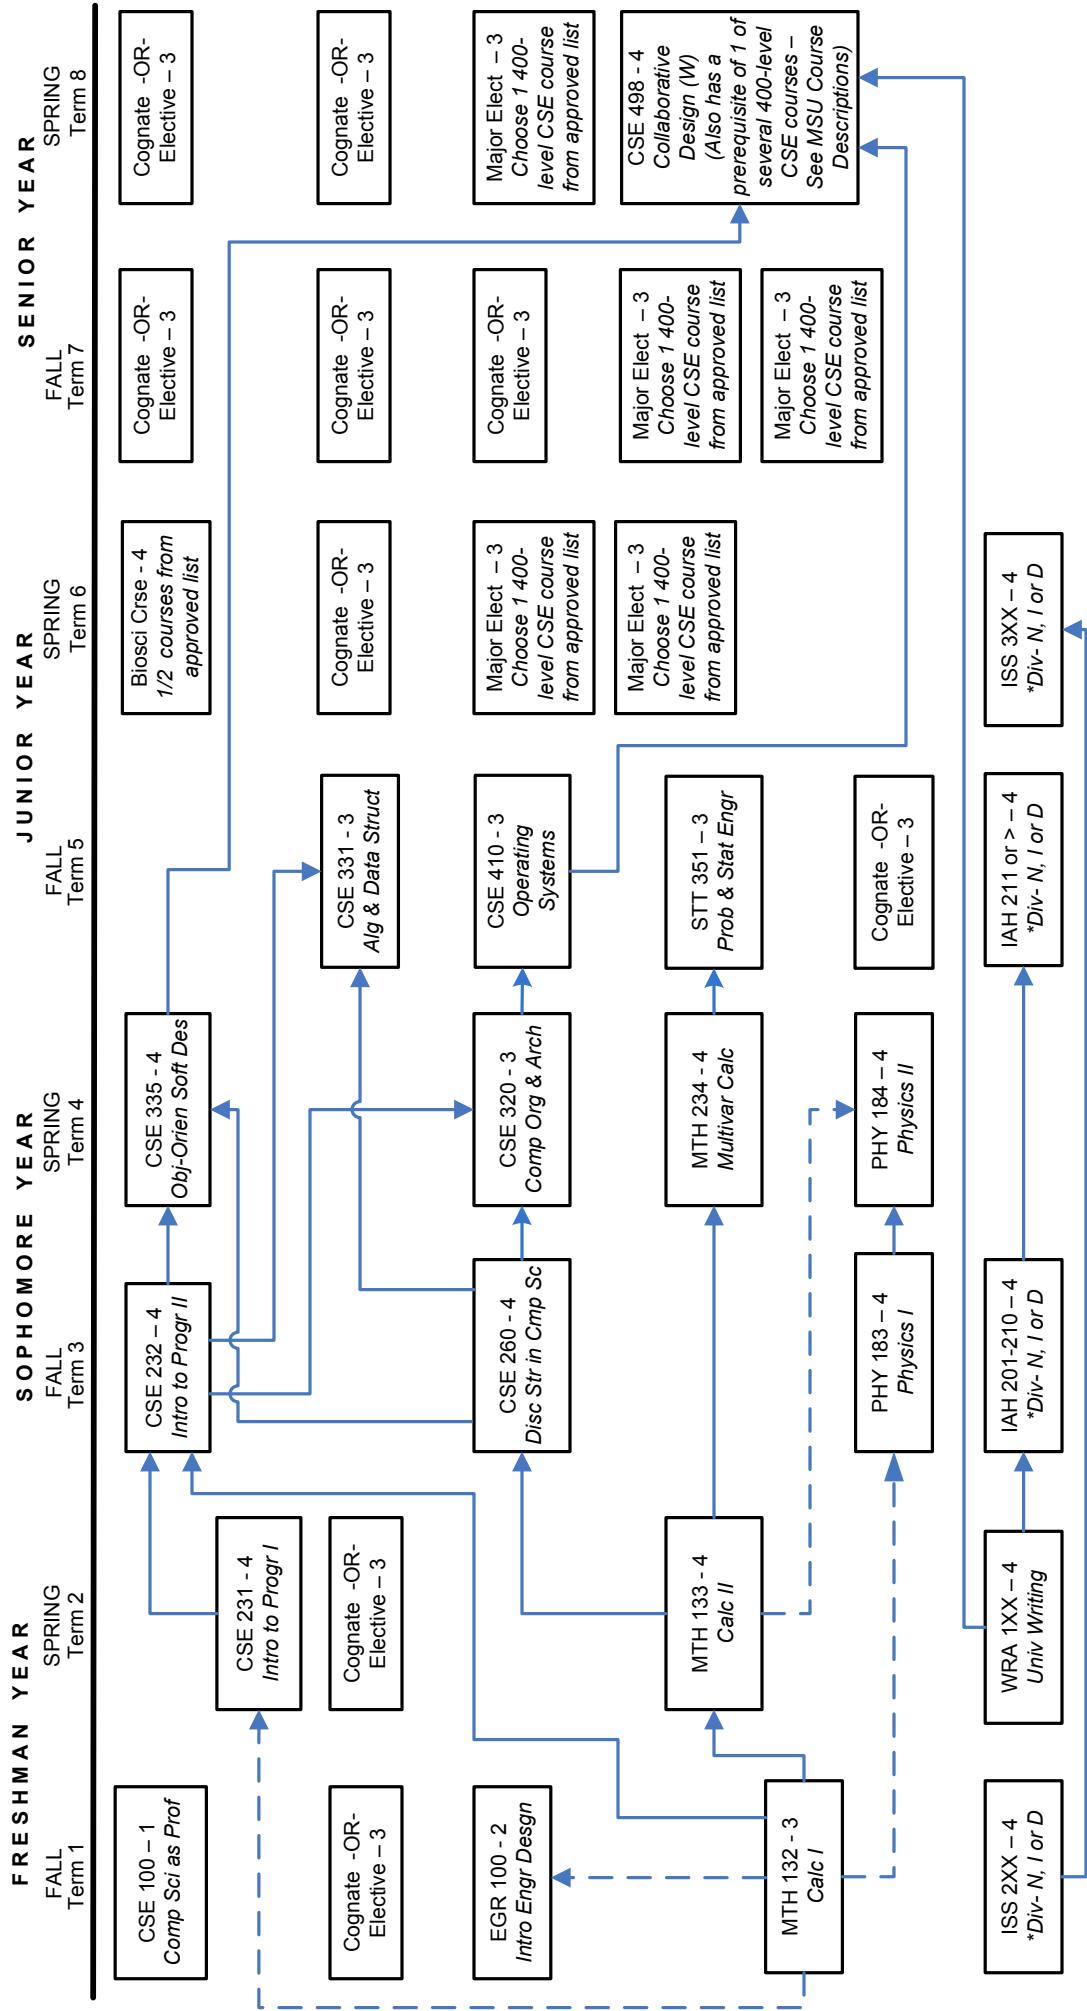 FRESHMAN YEAR
SOPHOMORE YEAR
JUNIOR YEAR
SENIOR YEAR
FALL
Term 1
SPRING
Term 2
FALL
Term 3
SPRING
Term 4
FALL
Term 5
SPRING
Term 6
FALL
Term 7
SPRING
Term 8
CSE 100 – 1
Comp Sci as Prof
Cognate -OR-
Elective – 3
EGR 100 - 2
Intro Engr Desgn
MTH 132 - 3
Calc I
ISS 2XX – 4
*Div- N, I or D
CSE 231 - 4
Intro to Progr I
Cognate -OR-
Elective – 3
MTH 133 - 4
Calc II
WRA 1XX – 4
Univ Writing
CSE 232 – 4
Intro to Progr II
CSE 260 - 4
Disc Str in Cmp Sc
PHY 183 – 4
Physics I
IAH 201-210 – 4
*Div- N, I or D
CSE 335 - 4
Obj-Orien Soft Des
CSE 320 - 3
Comp Org & Arch
MTH 234 - 4
Multivar Calc
PHY 184 – 4
Physics II
CSE 331 - 3
Alg & Data Struct
CSE 410 - 3
Operating
Systems
STT 351 – 3
Prob & Stat Engr
Cognate -OR-
Elective – 3
IAH 211 or > – 4
*Div- N, I or D
Biosci Crse - 4
1/2 courses from
approved list
Cognate -OR-
Elective – 3
Major Elect – 3
Choose 1 400-
level CSE course
from approved list
Major Elect – 3
Choose 1 400-
level CSE course
from approved list
ISS 3XX – 4
*Div- N, I or D
Cognate -OR-
Elective – 3
Cognate -OR-
Elective – 3
Cognate -OR-
Elective – 3
Major Elect – 3
Choose 1 400-
level CSE course
from approved list
Major Elect – 3
Choose 1 400-
level CSE course
from approved list
Cognate -OR-
Elective – 3
Cognate -OR-
Elective – 3
Major Elect – 3
Choose 1 400-
level CSE course
from approved list
CSE 498 - 4
Collaborative
Design (W)
(Also has a
prerequisite of 1 of
several 400-level
CSE courses –
See MSU Course
Descriptions)